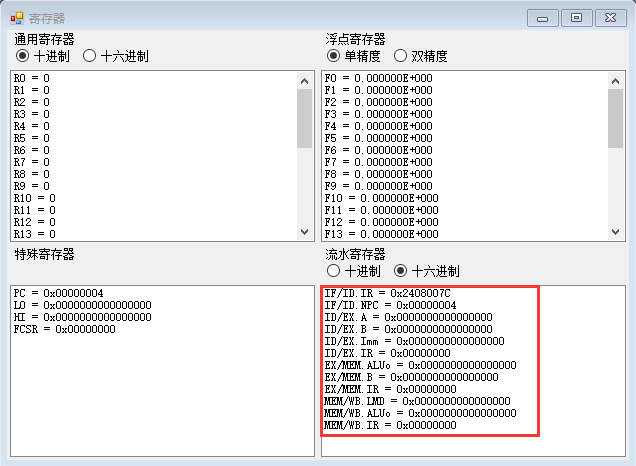 寄存器
通用寄存器
十进制 十六进制
R0 = 0
R1 = 0
R2 = 0
R3 = 0
R4 = 0
R5 = 0
R6 = 0
R7 = 0
R8 = 0
R9 = 0
R10 = 0
R11 = 0
R12 = 0
R13 = 0
浮点寄存器
单精度 双精度
F0 = 0.000000E+000
F1 = 0.000000E+000
F2 = 0.000000E+000
F3 = 0.000000E+000
F4 = 0.000000E+000
F5 = 0.000000E+000
F6 = 0.000000E+000
F7 = 0.000000E+000
F8 = 0.000000E+000
F9 = 0.000000E+000
F10 = 0.000000E+000
F11 = 0.000000E+000
F12 = 0.000000E+000
F13 = 0.000000E+000
特殊寄存器
PC = 0x00000004
LO = 0x0000000000000000
HI = 0x0000000000000000
FCSR = 0x00000000
流水寄存器
十进制 十六进制
IF/ID.IR = 0x2408007C
IF/ID.NPC = 0x00000004
ID/EX.A = 0x0000000000000000
ID/EX.B = 0x0000000000000000
ID/EX.Imm = 0x0000000000000000
ID/EX.IR = 0x00000000
EX/MEM.ALUo = 0x0000000000000000
EX/MEM.B = 0x0000000000000000
EX/MEM.IR = 0x00000000
MEM/WB.LMD = 0x0000000000000000
MEM/WB.ALUo = 0x0000000000000000
MEM/WB.IR = 0x00000000